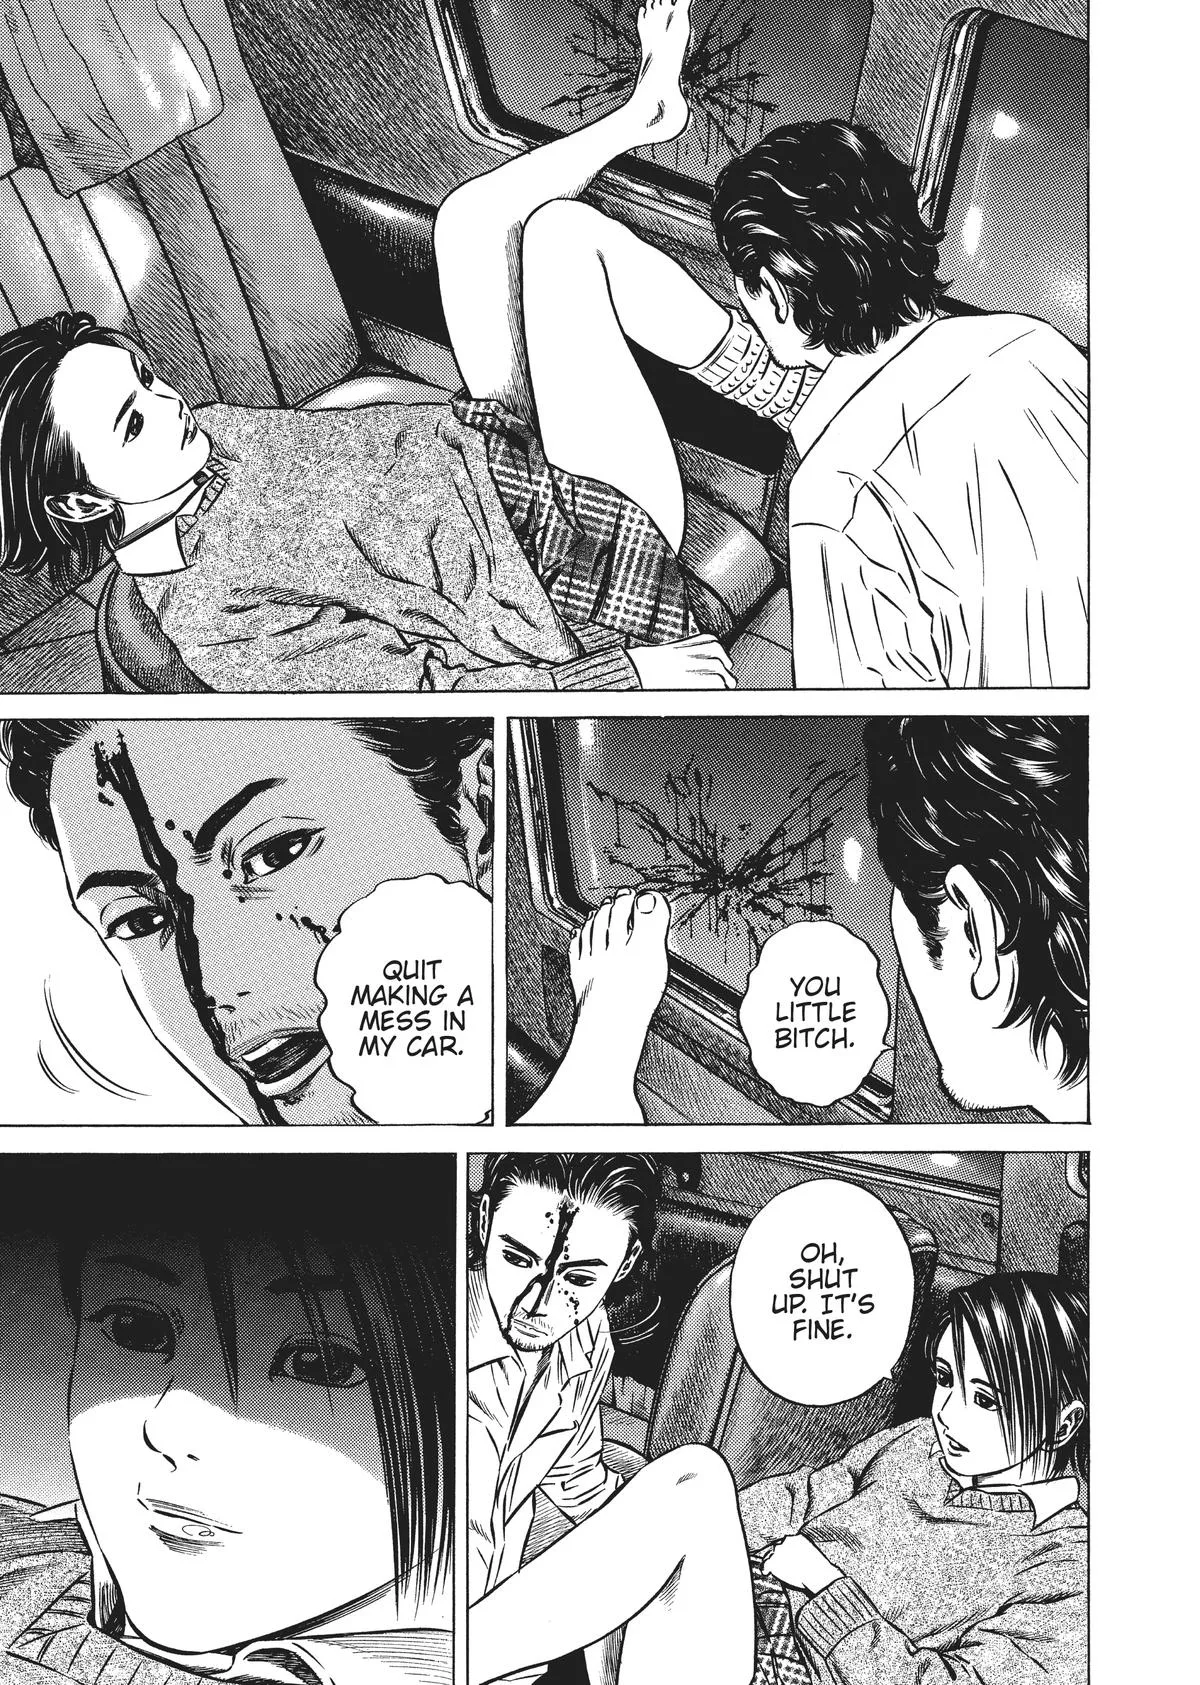 YOU
LITTLE
BITCH.
QUIT
MAKING A
MESS IN
MY CAR.
OH,
SHUT
UP. IT'S
FINE.